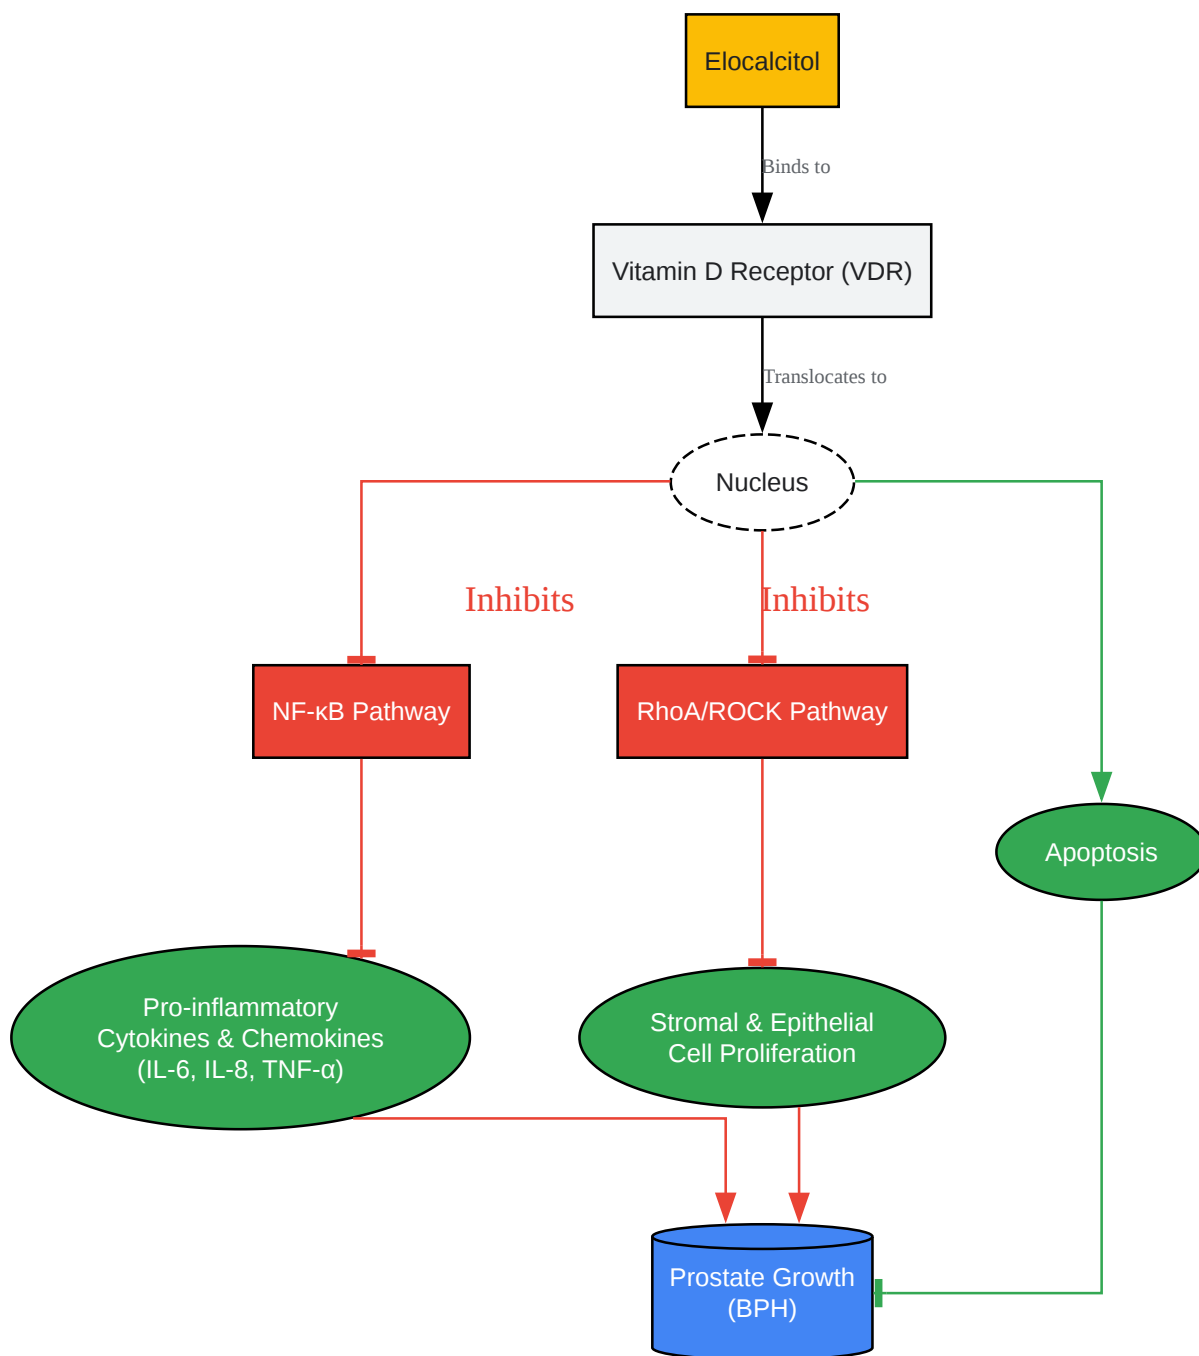 Elocalcitol
Binds to
Vitamin D Receptor (VDR)
Translocates to
Nucleus
Inhibits
Inhibits
NF-κB Pathway
RhoA/ROCK Pathway
Apoptosis
Pro-inflammatory
Cytokines & Chemokines
(IL-6, IL-8, TNF-α)
Stromal & Epithelial
Cell Proliferation
Prostate Growth
(BPH)